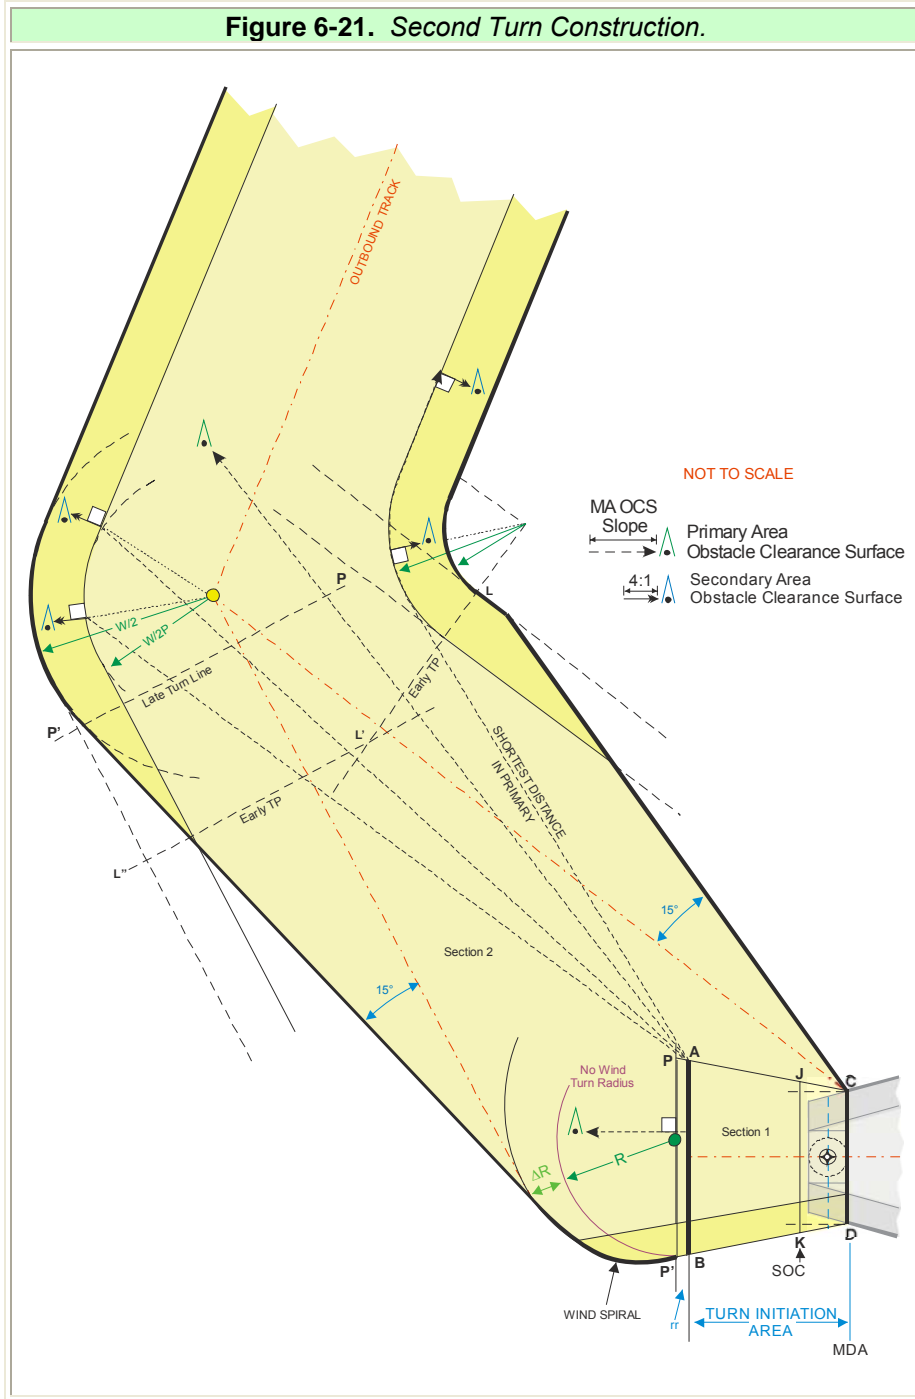 Figure 6-21. Second Turn Construction.
OUTBOUND TRACK
NOT TO SCALE
MA OCS
Slope
Primary Area
Obstacle Clearance Surface
4:1
Secondary Area
Obstacle Clearance Surface
P
L
W/2
W/2P
Early TP
Late Turn Line
P'
L'
SHORTEST DISTANCE
IN PRIMARY
Early TP
L"
15°
Section 2
15°
P
A
No Wind
Turn Radius
J
C
Section 1
R
ΔR
D
K
P'
B
SOC
WIND SPIRAL
rr
TURN INITIATION
AREA
MDA